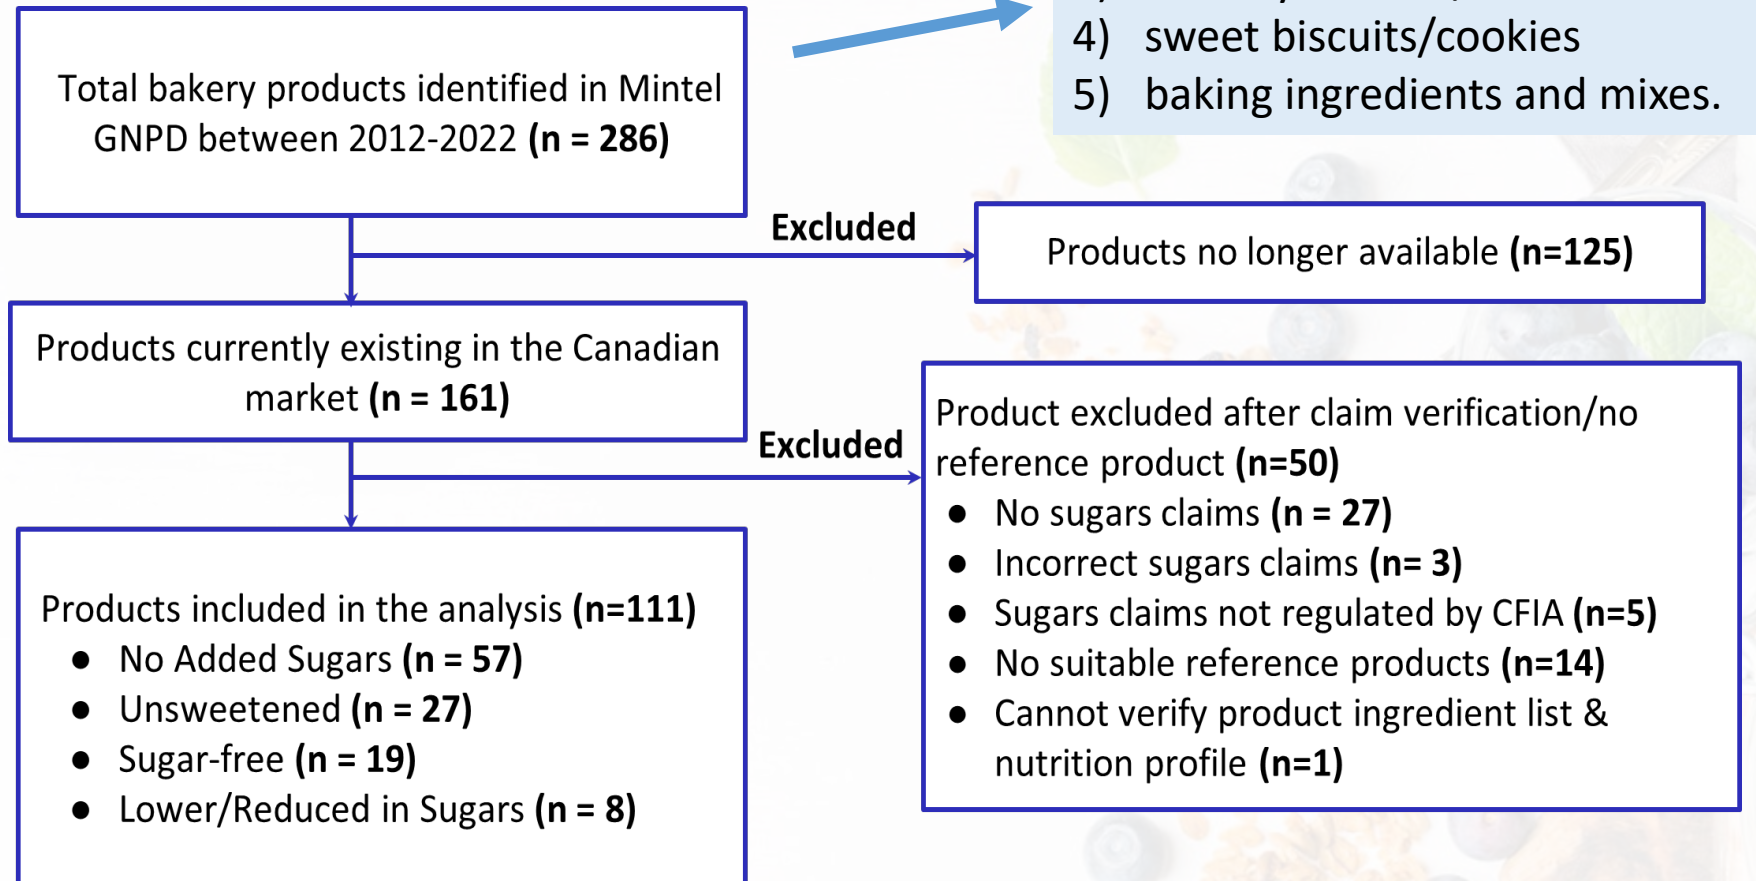 4) sweet biscuits/cookies
5) baking ingredients and mixes.
Total bakery products identified in Mintel
GNPD between 2012-2022 (n = 286)
Excluded
Products no longer available (n=125)
Products currently existing in the Canadian
market (n = 161)
Excluded
Product excluded after claim verification/no
reference product (n=50)
● No sugars claims (n = 27)
● Incorrect sugars claims (n= 3)
● Sugars claims not regulated by CFIA (n=5)
● No suitable reference products (n=14)
● Cannot verify product ingredient list &
nutrition profile (n=1)
Products included in the analysis (n=111)
● No Added Sugars (n = 57)
● Unsweetened (n = 27)
● Sugar-free (n = 19)
● Lower/Reduced in Sugars (n = 8)